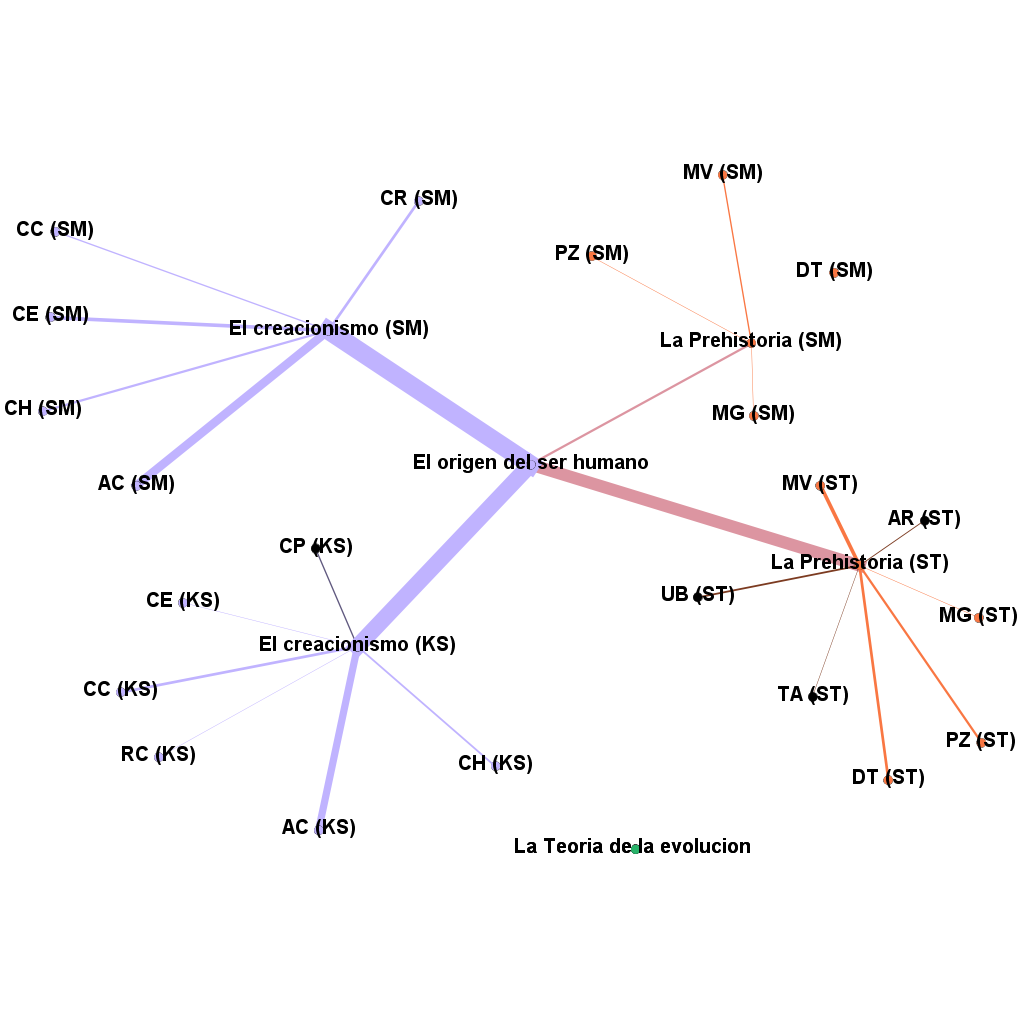 MV (SM)
CR (SM)
CC (SM)
PZ (SM)
DT (SM)
CE (SM)
El creacionismo (SM)
La Prehistoria (SM)
CH (SM)
MG (SM)
El origen del ser humano
AC (SM)
MV (ST)
AR (ST)
CP (KS)
La Prehistoria (ST)
UB (ST)
CE (KS)
MG (ST)
El creacionismo (KS)
CC (KS)
TA (ST)
PZ (ST)
RC (KS)
CH (KS)
DT (ST)
AC (KS)
La Teoria de la evolucion